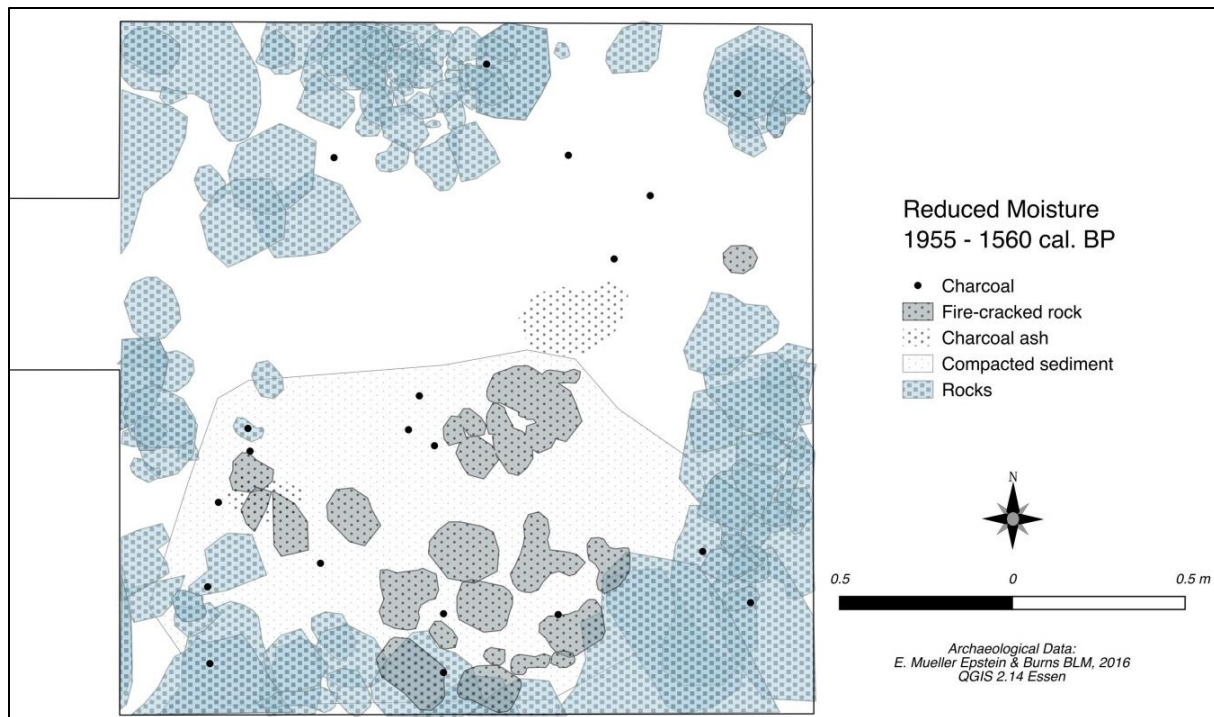 Reduced Moisture
1955 - 1560 cal. BP
Charcoal
Fire-cracked rock
Charcoal ash
Compacted sediment
Rocks
N
0.5 0 0.5 m
Archaeological Data:
E. Mueller Epstein & Burns BLM, 2016
QGIS 2.14 Essen